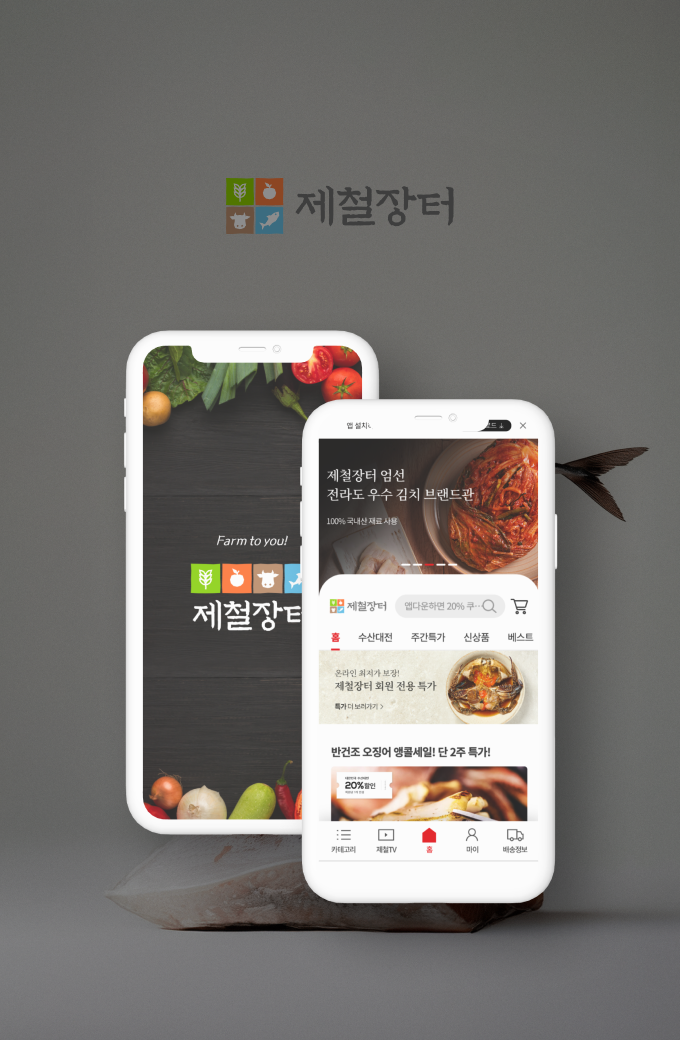 제철장터
Farm to you!
제철장터
앱 설치
제철장터 엄선
전라도 우수 김치 브랜드관
100% 국내산 재료 사용
제철장터
앱다운하면 20% 쿠···
홈 수산대전 주간특가 신상품 베스트
온라인 최저가 보장!
제철장터 회원 전용 특가
특가 더 보러가기 >
반건조 오징어 앵콜세일! 단 2주 특가!
20%할인
카테고리 제철TV 홈 마이 배송정보